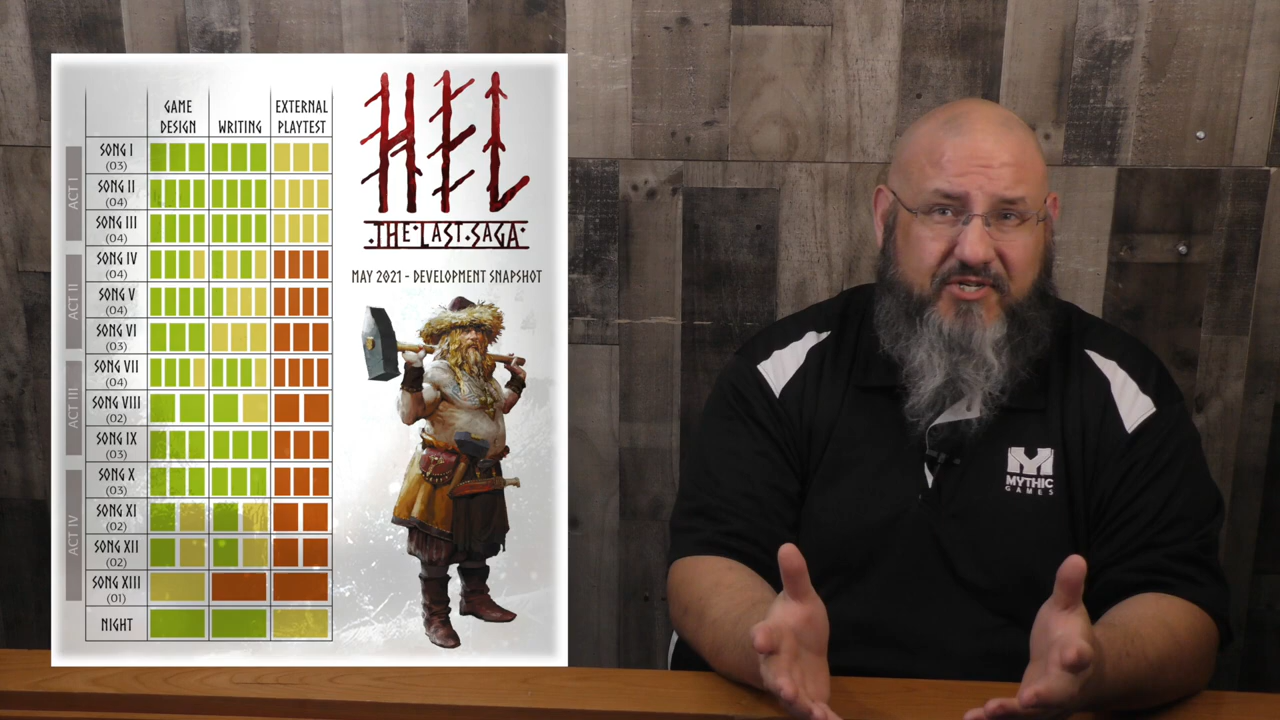 GAME DESIGN
WRITING
EXTERNAL PLAYTEST
ACT I
SONG I
(03)
SONG II
(04)
SONG III
(04)
ACT II
SONG IV
(04)
SONG V
(04)
SONG VI
(03)
ACT III
SONG VII
(04)
SONG VIII
(02)
SONG IX
(03)
ACT IV
SONG X
(03)
SONG XI
(02)
SONG XII
(02)
SONG XIII
(01)
NIGHT
HEL
THE LAST SAGA
MAY 2021 - DEVELOPMENT SNAPSHOT
MYTHIC
GAMES